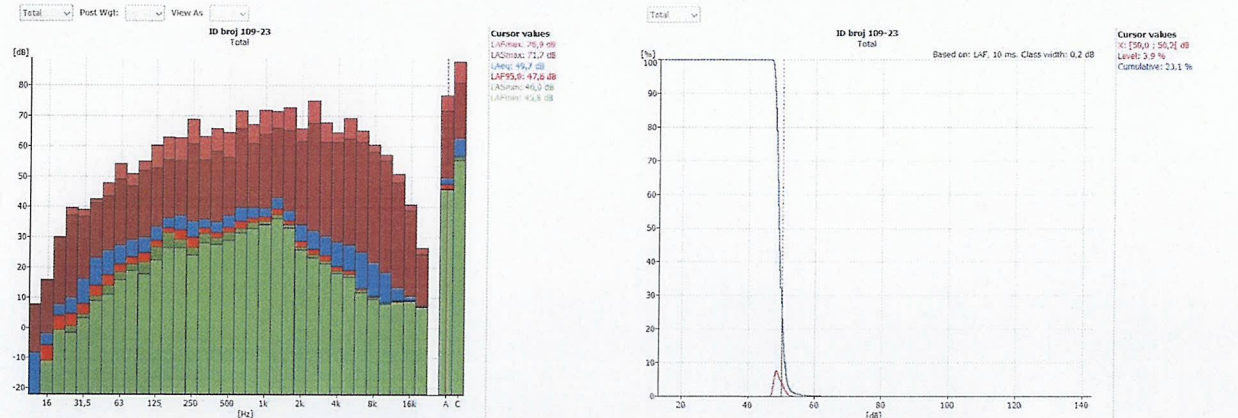 Total Post Wgt: View As
ID broj 109-23
Total
[dB]
80
70
60
50
40
30
20
10
0
-10
-20
16 31,5 63 125 250 500 1k 2k 4k 8k 16k A C
[Hz]
Cursor values
LAFmax: 76,9 dB
LASmax: 71,7 dB
LAeq: 49,7 dB
LAF95,0: 47,6 dB
LASmin: 46,0 dB
Total
ID broj 109-23
Total
Based on: LAF, 10 ms. Class width: 0,2 dB
[%]
100
90
80
70
60
50
40
30
20
10
0
20 40 60 80 100 120 140
[dB]
Cursor values
X: [50,0 ; 50,2[ dB
Level: 3,9 %
Cumulative: 23,1 %